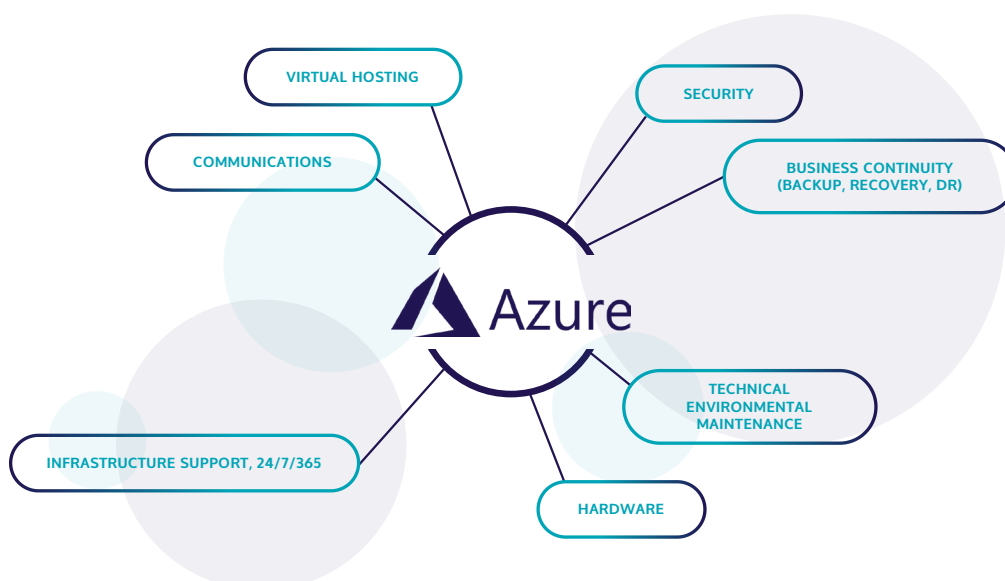 VIRTUAL HOSTING
SECURITY
COMMUNICATIONS
BUSINESS CONTINUITY
(BACKUP, RECOVERY, DR)
Azure
TECHNICAL
ENVIRONMENTAL
MAINTENANCE
INFRASTRUCTURE SUPPORT, 24/7/365
HARDWARE